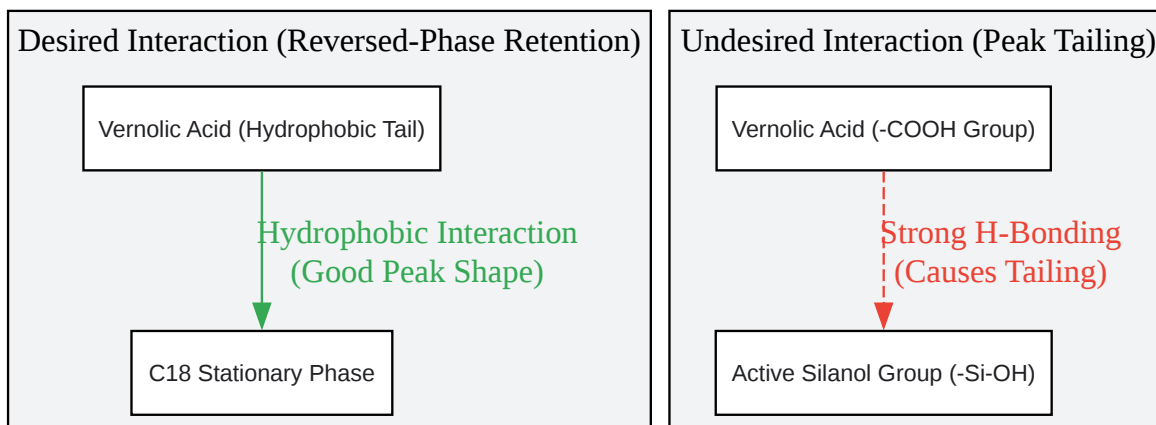 Desired Interaction (Reversed-Phase Retention)
Vernolic Acid (Hydrophobic Tail)
Hydrophobic Interaction
(Good Peak Shape)
C18 Stationary Phase
Undesired Interaction (Peak Tailing)
Vernolic Acid (-COOH Group)
Strong H-Bonding
(Causes Tailing)
Active Silanol Group (-Si-OH)